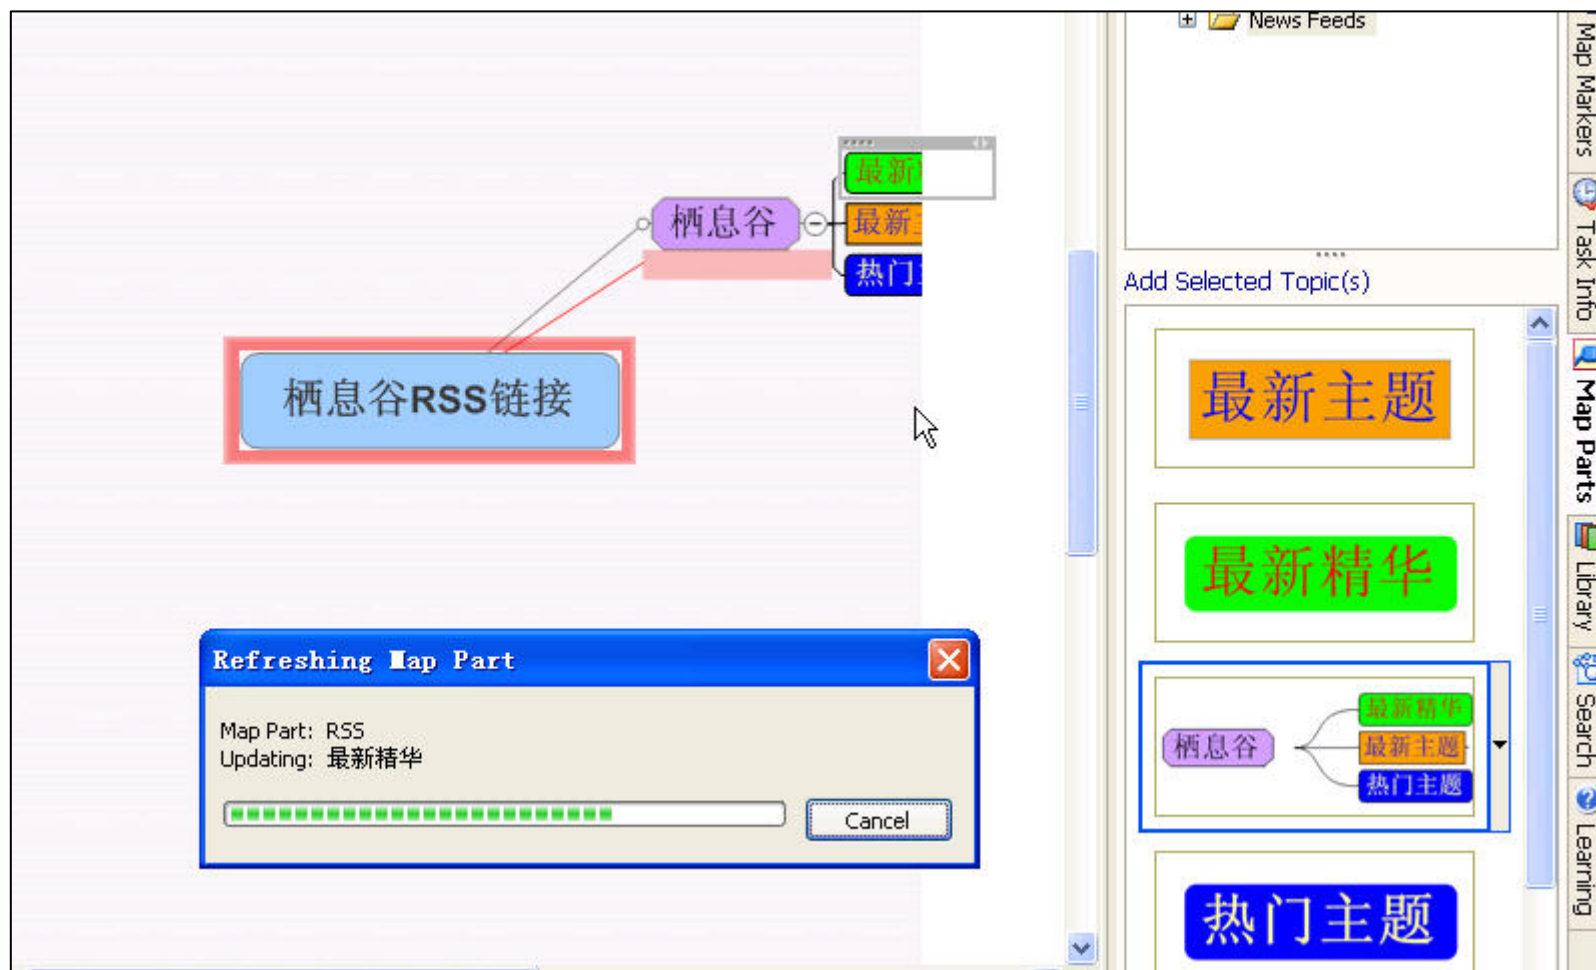 News Feeds
最新
栖息谷
最新
热门
栖息谷RSS链接
Refreshing Map Part
Map Part: RSS
Updating: 最新精华
Cancel
Add Selected Topic(s)
最新主题
最新精华
栖息谷
最新精华
最新主题
热门主题
热门主题
Map Markers
Task Info
Map Parts
Library
Search
Learning